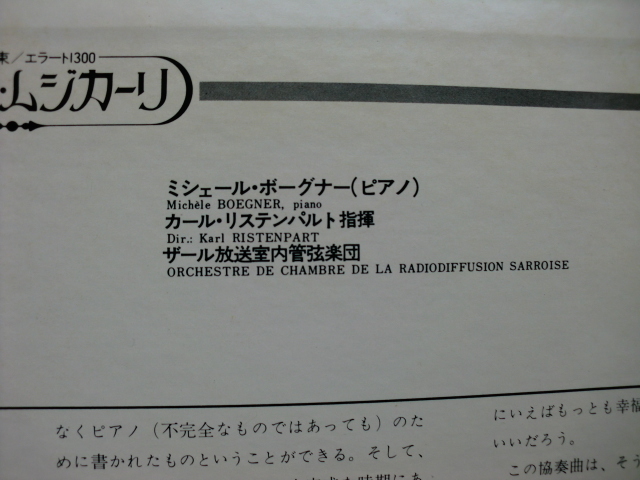 東/エラート1300
・ムジカーリ
ミシェール・ボーグナー(ピアノ)
Michèle BOEGNER, piano
カール・リステンパルト指揮
Dir.: Karl RISTENPART
ザール放送室内管弦楽団
ORCHESTRE DE CHAMBRE DE LA RADIODIFFUSION SARROISE
なくピアノ(不完全なものではあっても)のた
めに書かれたものということができる。そして、
にいえばもっとも幸福
いいだろう。
この協奏曲は、そう